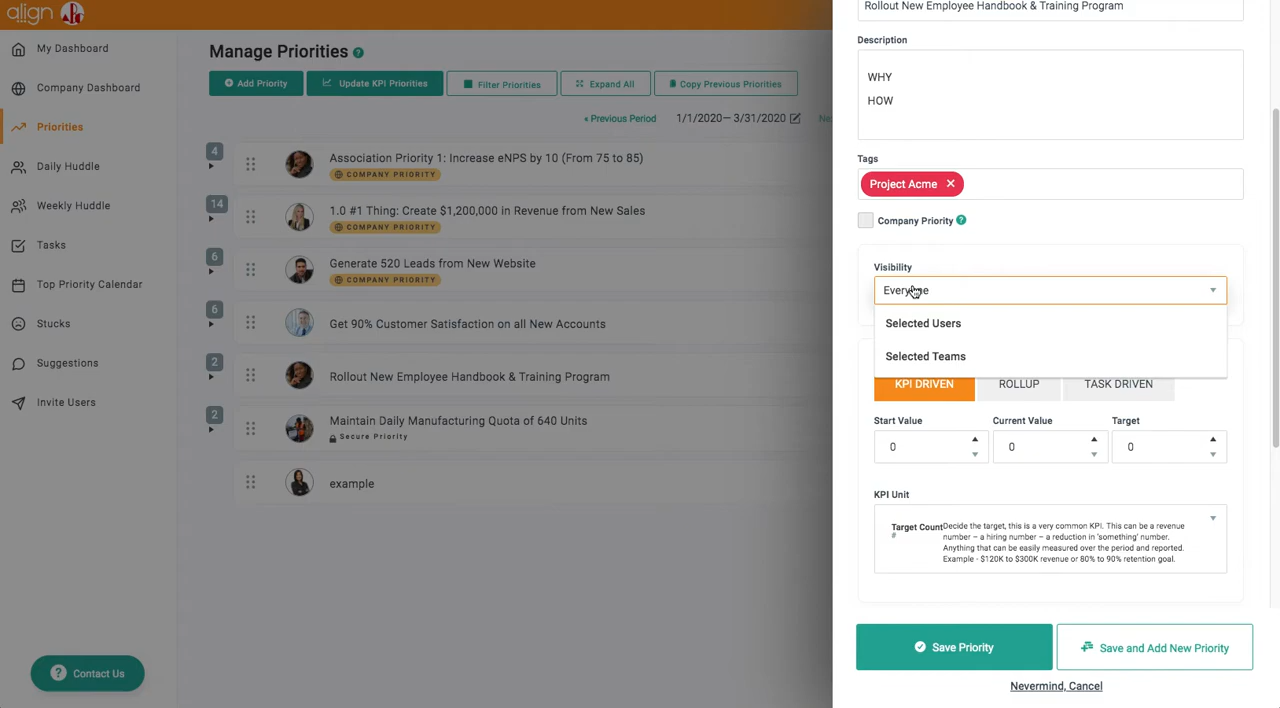 align
My Dashboard
Company Dashboard
Priorities
Daily Huddle
Weekly Huddle
Tasks
Top Priority Calendar
Stucks
Suggestions
Invite Users
? Contact Us
Manage Priorities ?
Add Priority
Update KPI Priorities
Filter Priorities
Expand All
Copy Previous Priorities
« Previous Period
1/1/2020— 3/31/2020
4
Association Priority 1: Increase eNPS by 10 (From 75 to 85)
COMPANY PRIORITY
14
1.0 #1 Thing: Create $1,200,000 in Revenue from New Sales
COMPANY PRIORITY
6
Generate 520 Leads from New Website
COMPANY PRIORITY
6
Get 90% Customer Satisfaction on all New Accounts
2
Rollout New Employee Handbook & Training Program
2
Maintain Daily Manufacturing Quota of 640 Units
Secure Priority
example
Rollout New Employee Handbook & Training Program
Description
WHY
HOW
Tags
Project Acme ✕
Company Priority ?
Visibility
Everyone
Selected Users
Selected Teams
KPI DRIVEN
ROLLUP
TASK DRIVEN
Start Value
Current Value
Target
0
0
0
KPI Unit
Target Count
#
Decide the target, this is a very common KPI. This can be a revenue
number – a hiring number – a reduction in 'something' number.
Anything that can be easily measured over the period and reported.
Example - $120K to $300K revenue or 80% to 90% retention goal.
Save Priority
Save and Add New Priority
Nevermind, Cancel